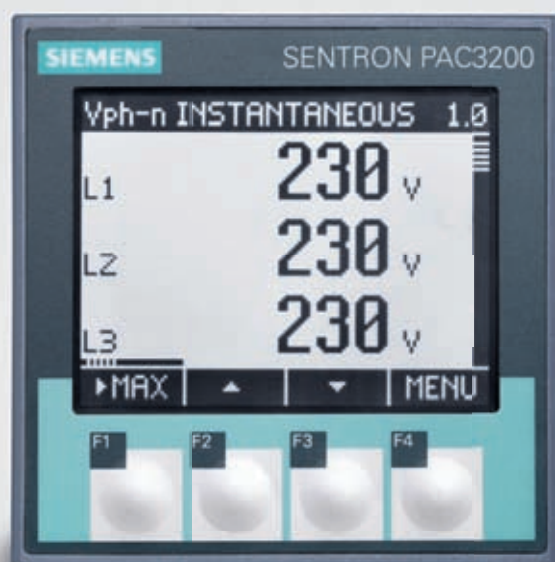 SIEMENS SENTRON PAC3200
Vph-n INSTANTANEOUS 1.0
L1 230 V
L2 230 V
L3 230 V
▶MAX ▲ ▼ MENU
F1 F2 F3 F4